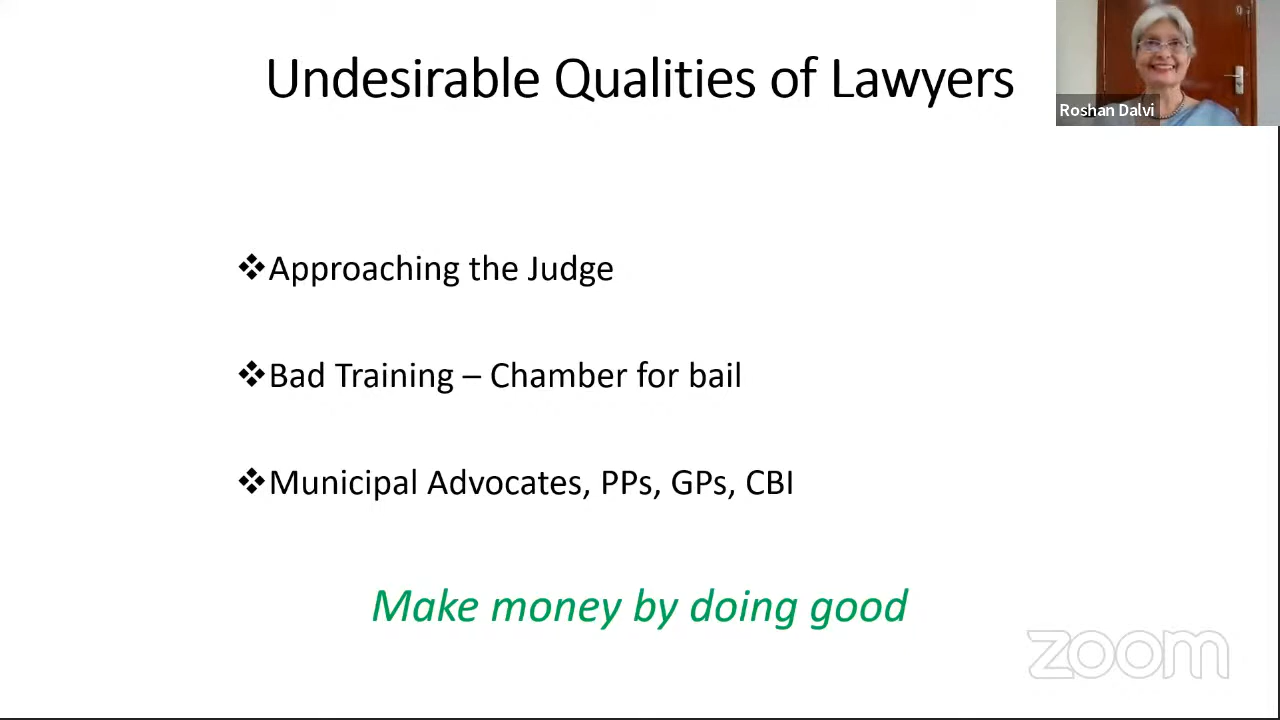 Undesirable Qualities of Lawyers
Roshan Dalvi
❖Approaching the Judge
❖Bad Training – Chamber for bail
❖Municipal Advocates, PPs, GPs, CBI
Make money by doing good
zoom